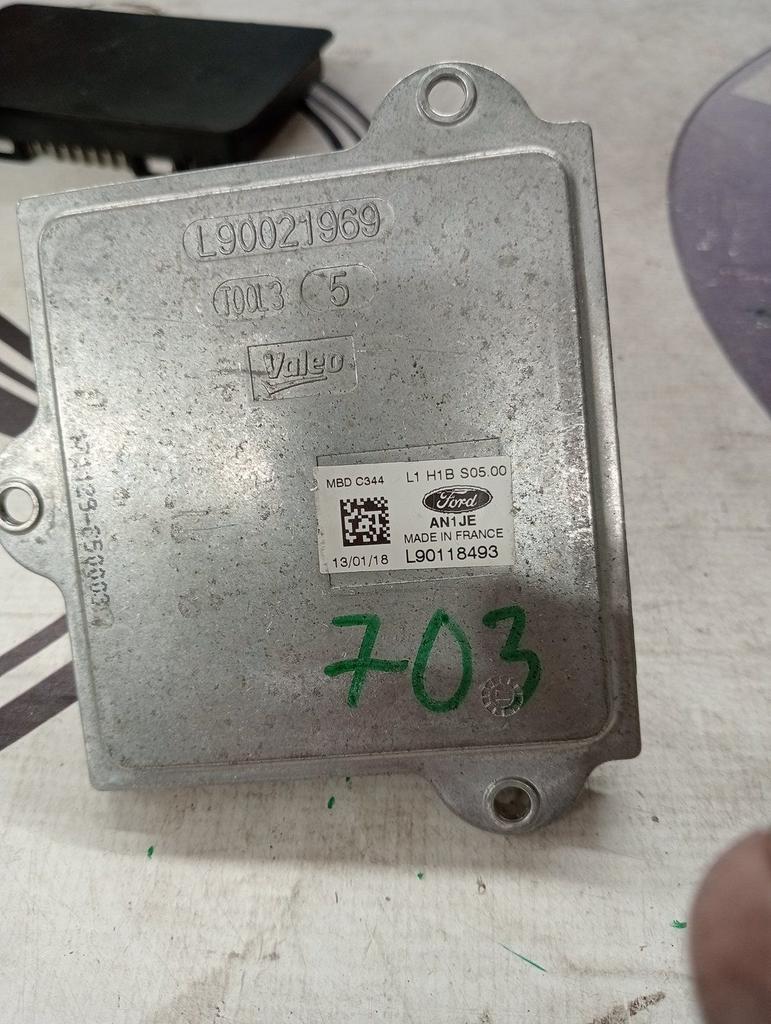 L90021969
TOOL3 5
Valeo
MBD C344 L1 H1B S05.00
Ford
AN1JE
MADE IN FRANCE
13/01/18 L90118493
703